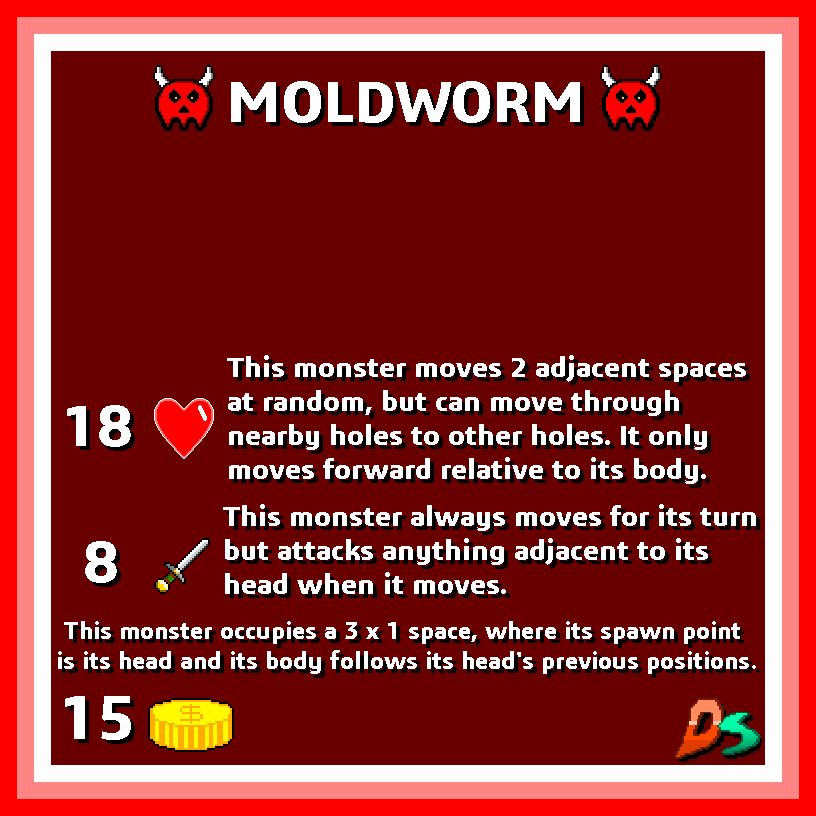 MOLDWORM
This monster moves 2 adjacent spaces
at random, but can move through
nearby holes to other holes. It only
moves forward relative to its body.
18
This monster always moves for its turn
but attacks anything adjacent to its
head when it moves.
8
This monster occupies a 3 x 1 space, where its spawn point
is its head and its body follows its head's previous positions.
15
$
DS